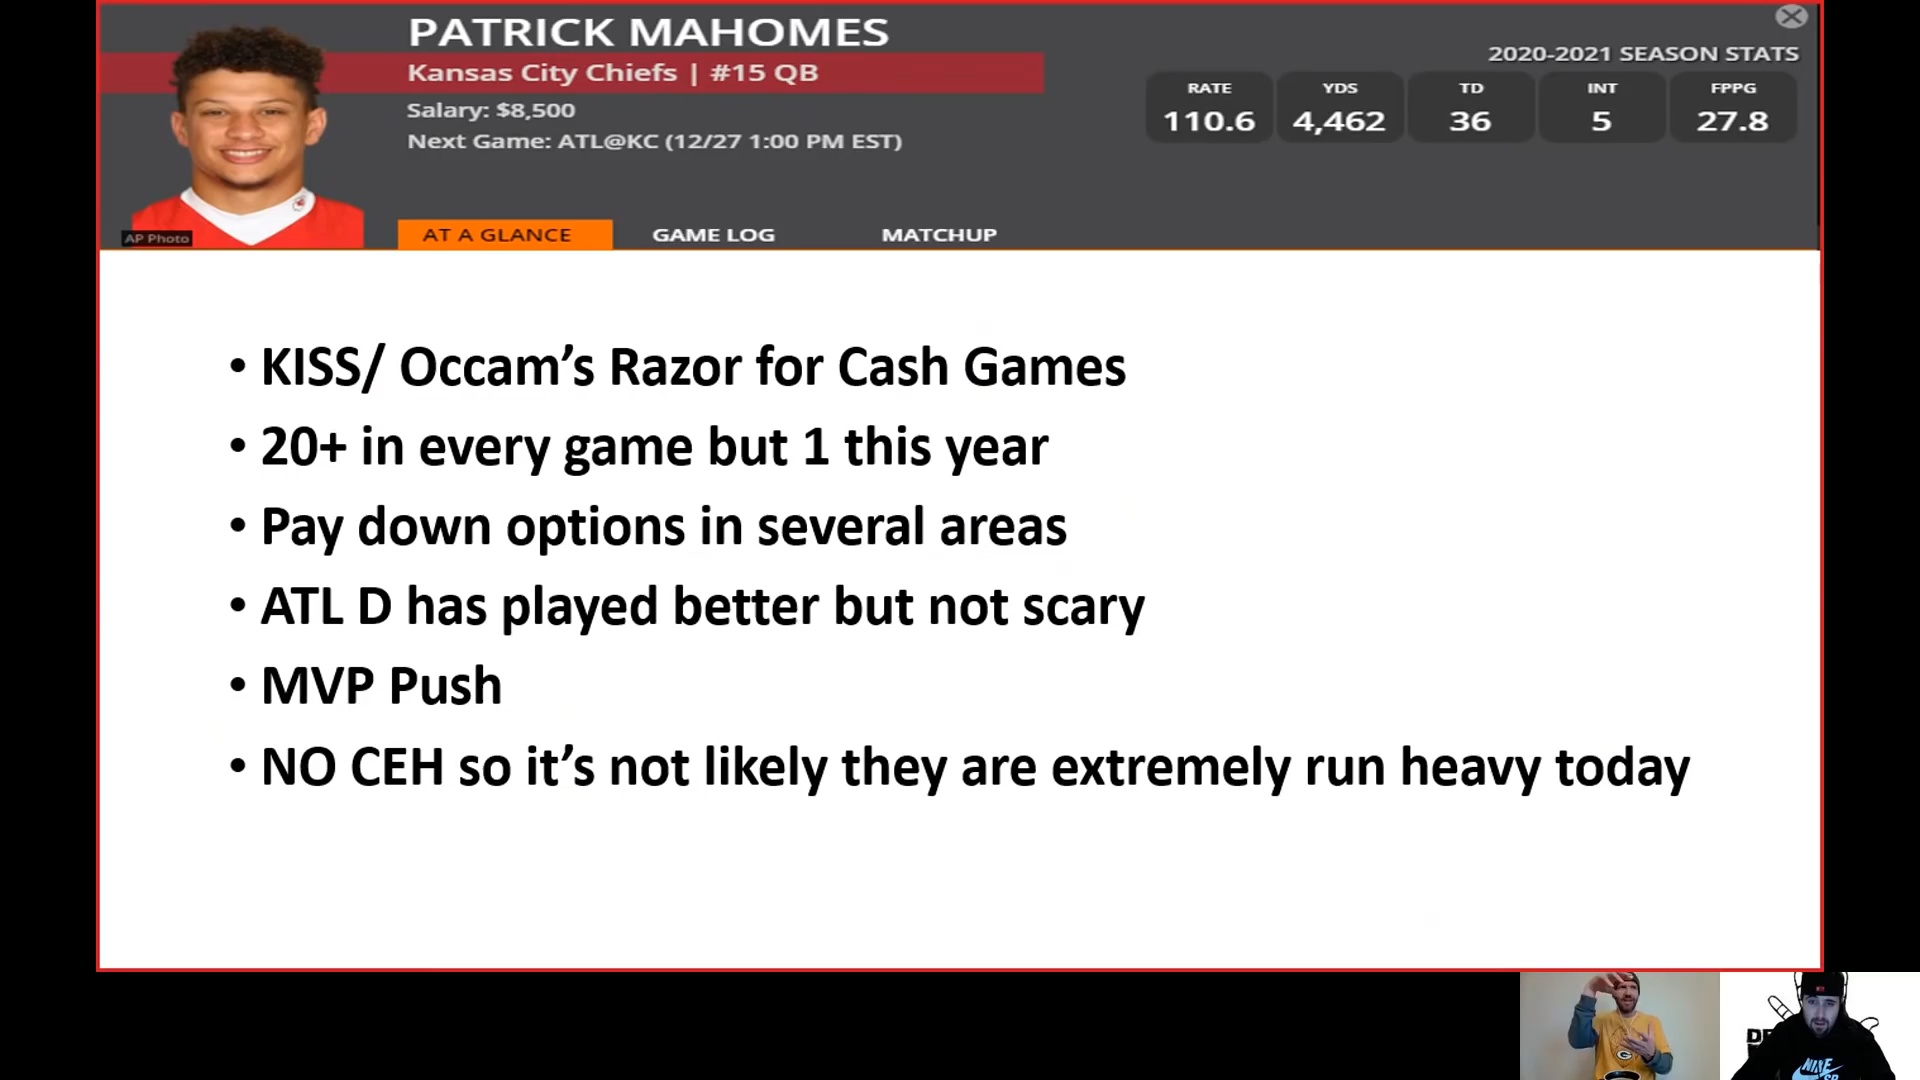 PATRICK MAHOMES
Kansas City Chiefs | #15 QB
Salary: $8,500
Next Game: ATL@KC (12/27 1:00 PM EST)
2020-2021 SEASON STATS
RATE YDS TD INT FPPG
110.6 4,462 36 5 27.8
AP Photo
AT A GLANCE GAME LOG MATCHUP
• KISS/ Occam’s Razor for Cash Games
• 20+ in every game but 1 this year
• Pay down options in several areas
• ATL D has played better but not scary
• MVP Push
• NO CEH so it’s not likely they are extremely run heavy today
G
NIKE